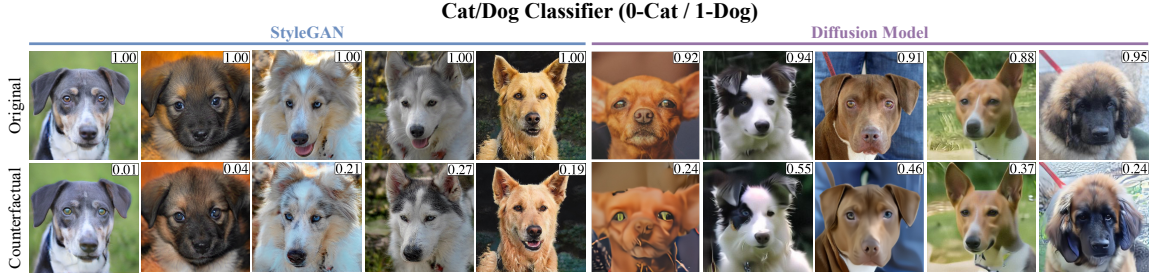 Cat/Dog Classifier (0-Cat / 1-Dog)
StyleGAN Diffusion Model
Original 1.00 1.00 1.00 1.00 1.00 0.92 0.94 0.91 0.88 0.95
Counterfactual 0.01 0.04 0.21 0.27 0.19 0.24 0.55 0.46 0.37 0.24